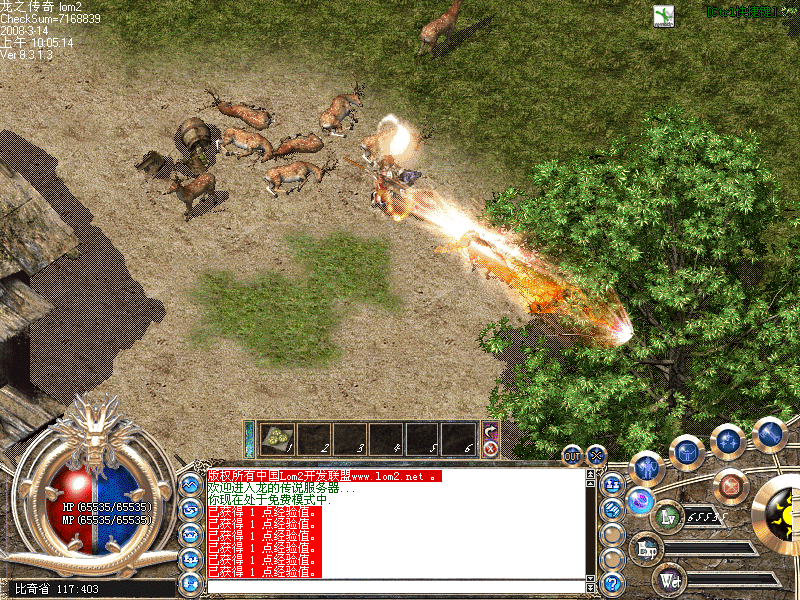 龙之传奇 lom2
CheckSum=7168839
2008-3-14
上午 10:05:14
Ver 8.3.1.3
1 2 3 4 5 6
OUT
HP (65535/65535)
MP (65535/65535)
Lv 65535
Exp
Wet
版权所有中国Lom2开发联盟www.lom2.net 。
欢迎进入龙的传说服务器...
你现在处于免费模式中.
已获得 1 点经验值。
已获得 1 点经验值。
已获得 1 点经验值。
已获得 1 点经验值。
已获得 1 点经验值。
已获得 1 点经验值。
比奇省 117:403